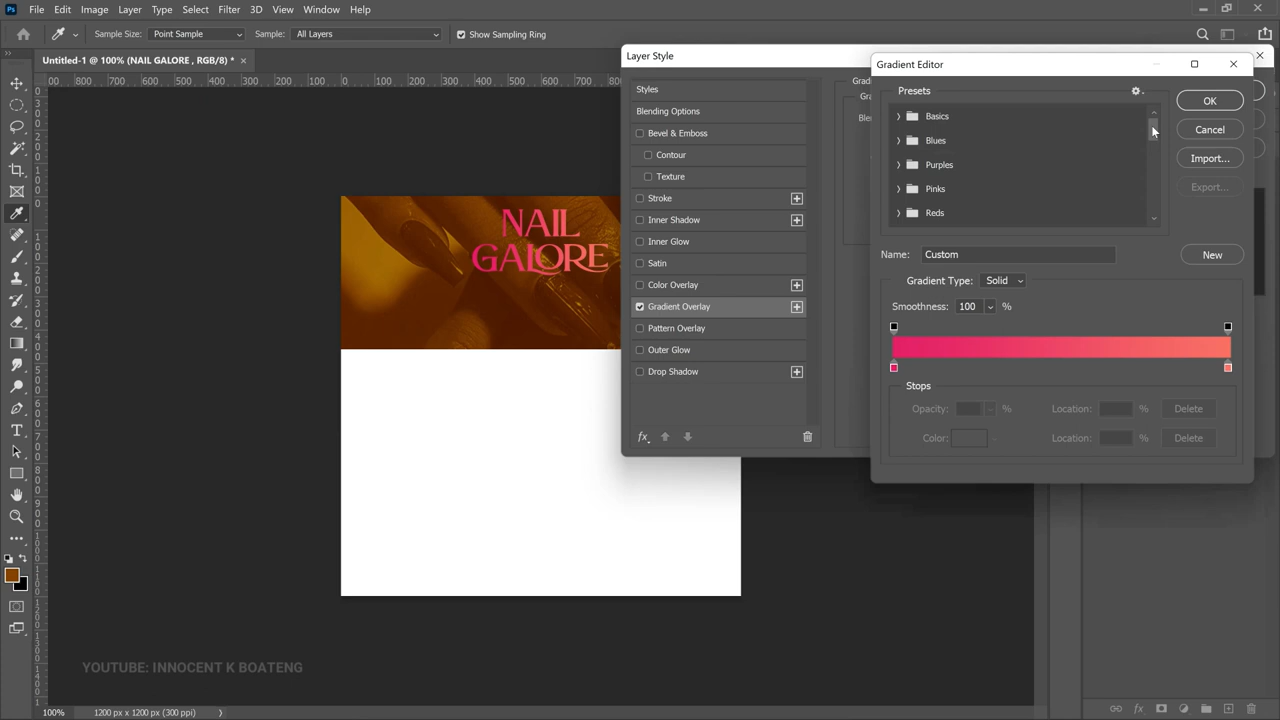 Ps File Edit Image Layer Type Select Filter 3D View Window Help
Sample Size: Point Sample Sample: All Layers Show Sampling Ring
Untitled-1 @ 100% (NAIL GALORE , RGB/8) * ×
Layer Style
Styles
Blending Options
Bevel & Emboss
Contour
Texture
Stroke
Inner Shadow
Inner Glow
Satin
Color Overlay
Gradient Overlay
Pattern Overlay
Outer Glow
Drop Shadow
fx
Gradient Editor
Presets
Basics
Blues
Purples
Pinks
Reds
OK
Cancel
Import...
Export...
Name: Custom
New
Gradient Type: Solid
Smoothness: 100 %
Stops
Opacity: % Location: % Delete
Color: Location: % Delete
NAIL
GALORE
YOUTUBE: INNOCENT K BOATENG
100% 1200 px x 1200 px (300 ppi)
fx